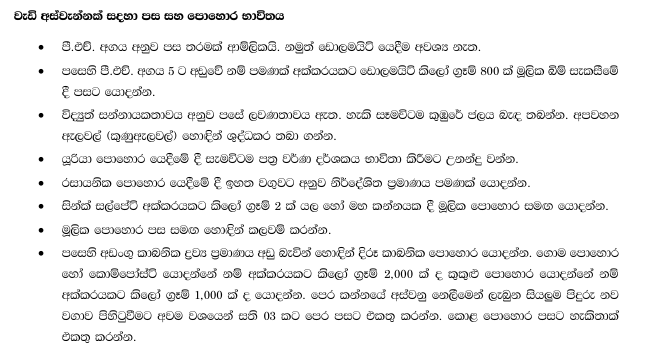 වැඩි අස්වැන්නක් සඳහා පස සහ පොහොර භාවිතය
• පී.එච්. අගය අනුව පස තරමක් ආම්ලිකයි. නමුත් ඩොලමයිට් යෙදීම අවශ්‍ය නැත.
• පසෙහි පී.එච්. අගය 5 ට අඩුවේ නම් පමණක් අක්කරයකට ඩොලමයිට් කිලෝ ග්‍රෑම් 800 ක් මූලික බිම් සැකසීමේ
දී පසට යොදන්න.
• විද්‍යුත් සන්නායකතාවය අනුව පසේ ලවණතාවය ඇත. හැකි සෑමවිටම කුඹුරේ ජලය බැඳ තබන්න. අපවහන
ඇලවල් (කුණුඇලවල්) හොඳින් ශුද්ධකර තබා ගන්න.
• යූරියා පොහොර යෙදීමේ දී සැමවිටම පත්‍ර වර්ණ දර්ශකය භාවිතා කිරීමට උනන්දු වන්න.
• රසායනික පොහොර යෙදීමේ දී ඉහත වගුවට අනුව නිර්දේශිත ප්‍රමාණය පමණක් යොදන්න.
• සින්ක් සල්පේට් අක්කරයකට කිලෝ ග්‍රෑම් 2 ක් යල හෝ මහ කන්නයක දී මූලික පොහොර සමඟ යොදන්න.
• මූලික පොහොර පස සමඟ හොඳින් කලවම් කරන්න.
• පසෙහි අඩංගු කාබනික ද්‍රව්‍ය ප්‍රමාණය අඩු බැවින් හොඳින් දිරූ කාබනික පොහොර යොදන්න. ගොම පොහොර
හෝ කොම්පෝස්ට් යොදන්නේ නම් අක්කරයකට කිලෝ ග්‍රෑම් 2,000 ක් ද කුකුළු පොහොර යොදන්නේ නම්
අක්කරයකට කිලෝ ග්‍රෑම් 1,000 ක් ද යොදන්න. පෙර කන්නයේ අස්වනු නෙලීමෙන් ලැබුන සියලුම පිදුරු නව
වගාව පිහිටුවීමට අවම වශයෙන් සති 03 කට පෙර පසට එකතු කරන්න. කොළ පොහොර පසට හැකිතාක්
එකතු කරන්න.